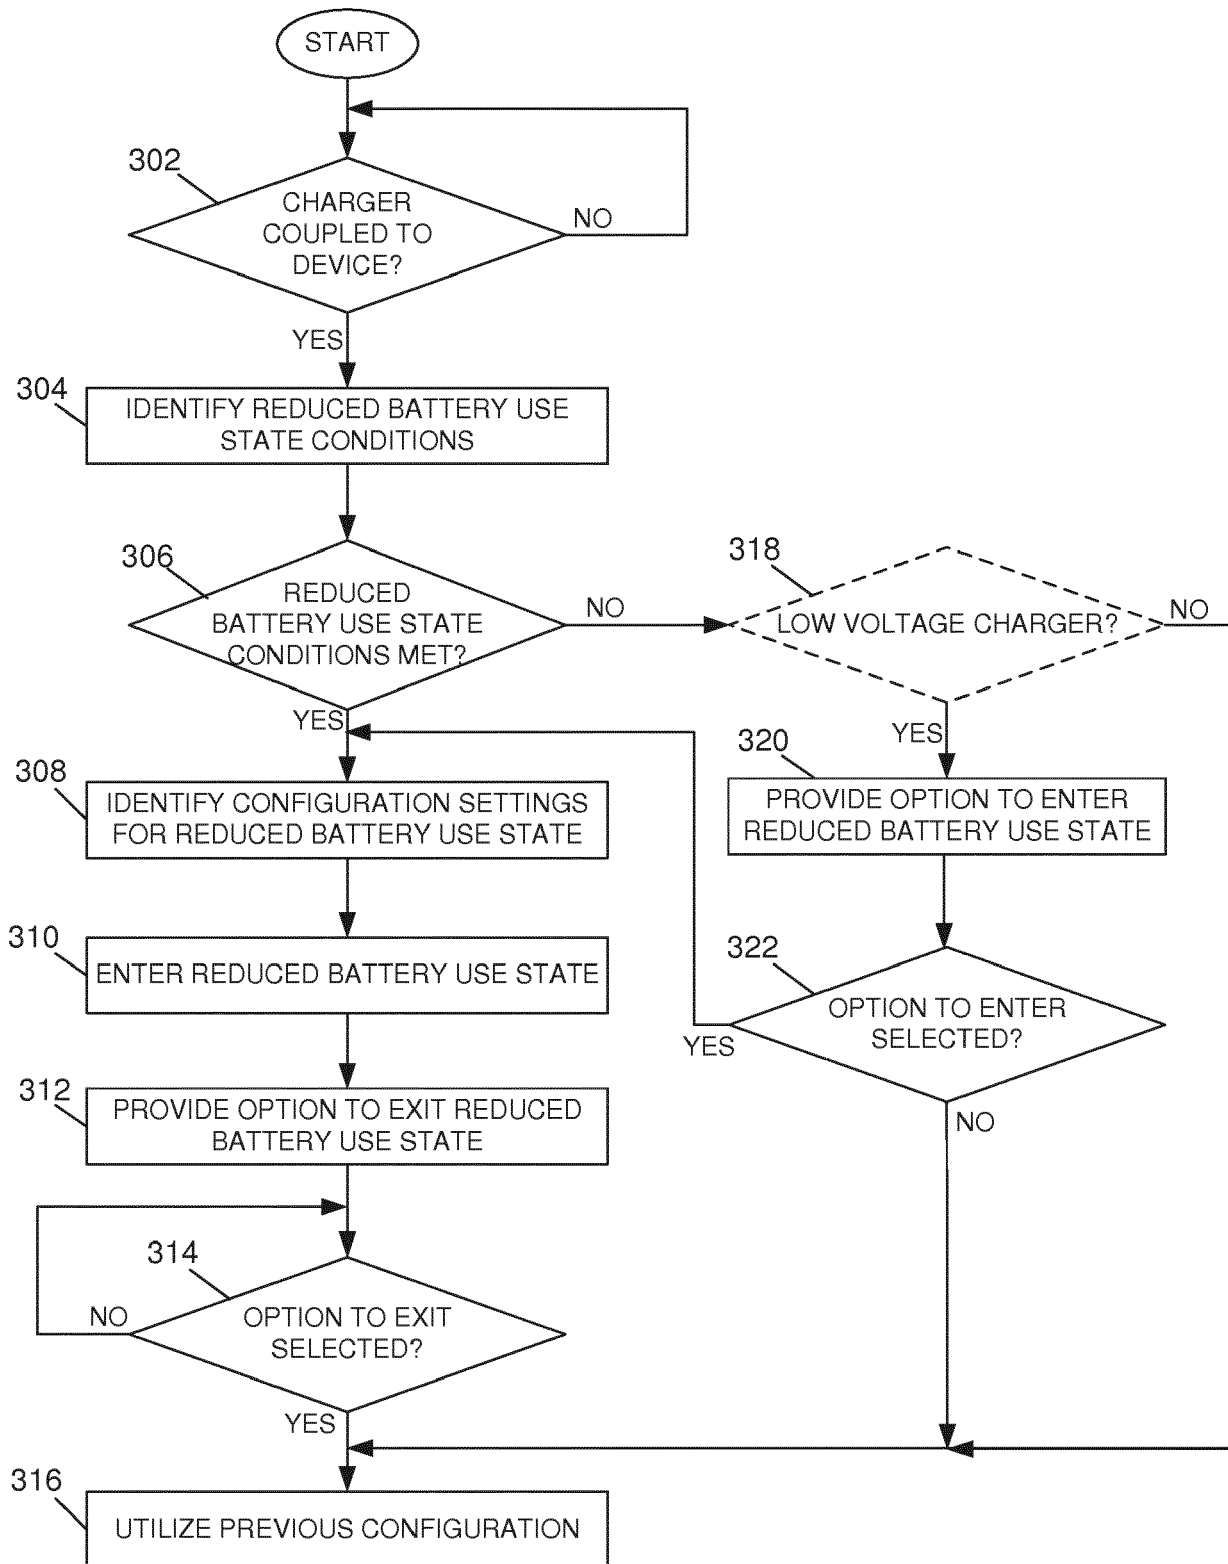 START
302
CHARGER
COUPLED TO
DEVICE?
NO
YES
304
IDENTIFY REDUCED BATTERY USE
STATE CONDITIONS
306
REDUCED
BATTERY USE STATE
CONDITIONS MET?
NO
318
LOW VOLTAGE CHARGER?
NO
YES
YES
308
IDENTIFY CONFIGURATION SETTINGS
FOR REDUCED BATTERY USE STATE
320
PROVIDE OPTION TO ENTER
REDUCED BATTERY USE STATE
310
ENTER REDUCED BATTERY USE STATE
322
OPTION TO ENTER
SELECTED?
YES
NO
312
PROVIDE OPTION TO EXIT REDUCED
BATTERY USE STATE
314
OPTION TO EXIT
SELECTED?
NO
YES
316
UTILIZE PREVIOUS CONFIGURATION